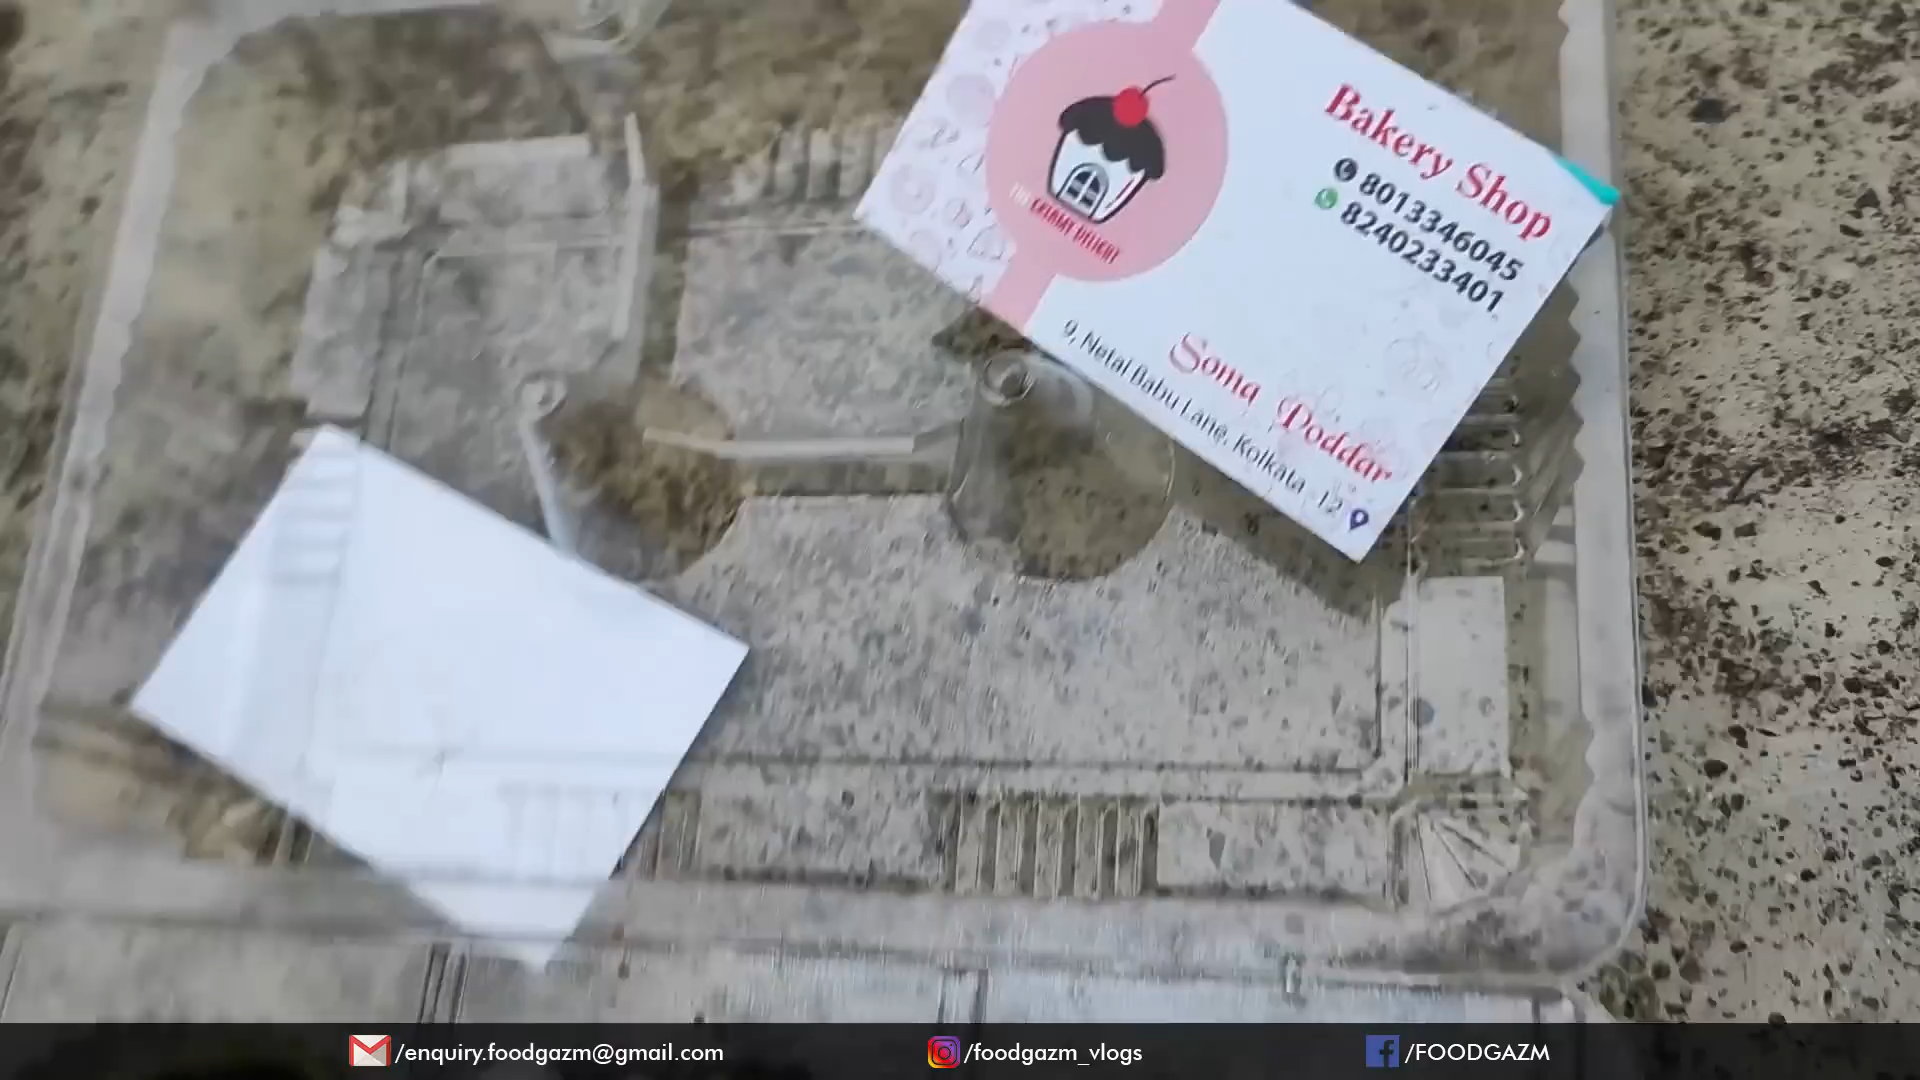 Bakery Shop
8013346045
8240233401
Soma Poddar
9, Netai Babu Lane, Kolkata -12
/enquiry.foodgazm@gmail.com
/foodgazm_vlogs
/FOODGAZM